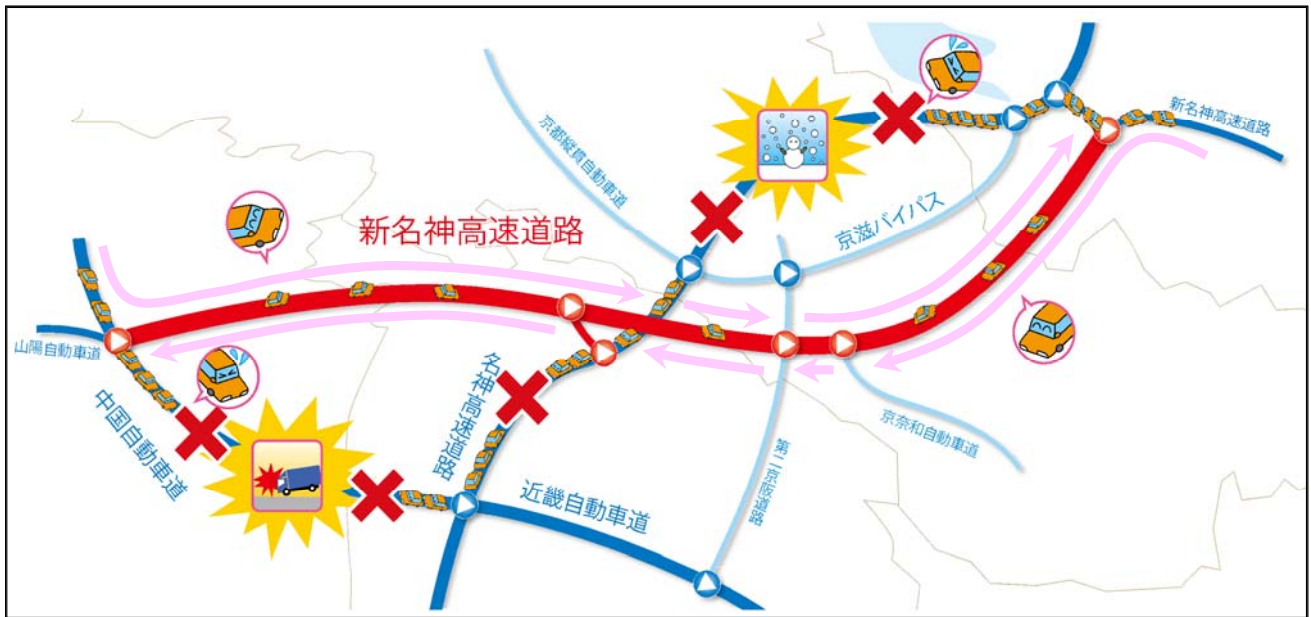 新名神高速道路
京都縦貫自動車道
京滋バイパス
新名神高速道路
山陽自動車道
中国自動車道
名神高速道路
近畿自動車道
第二京阪道路
京奈和自動車道